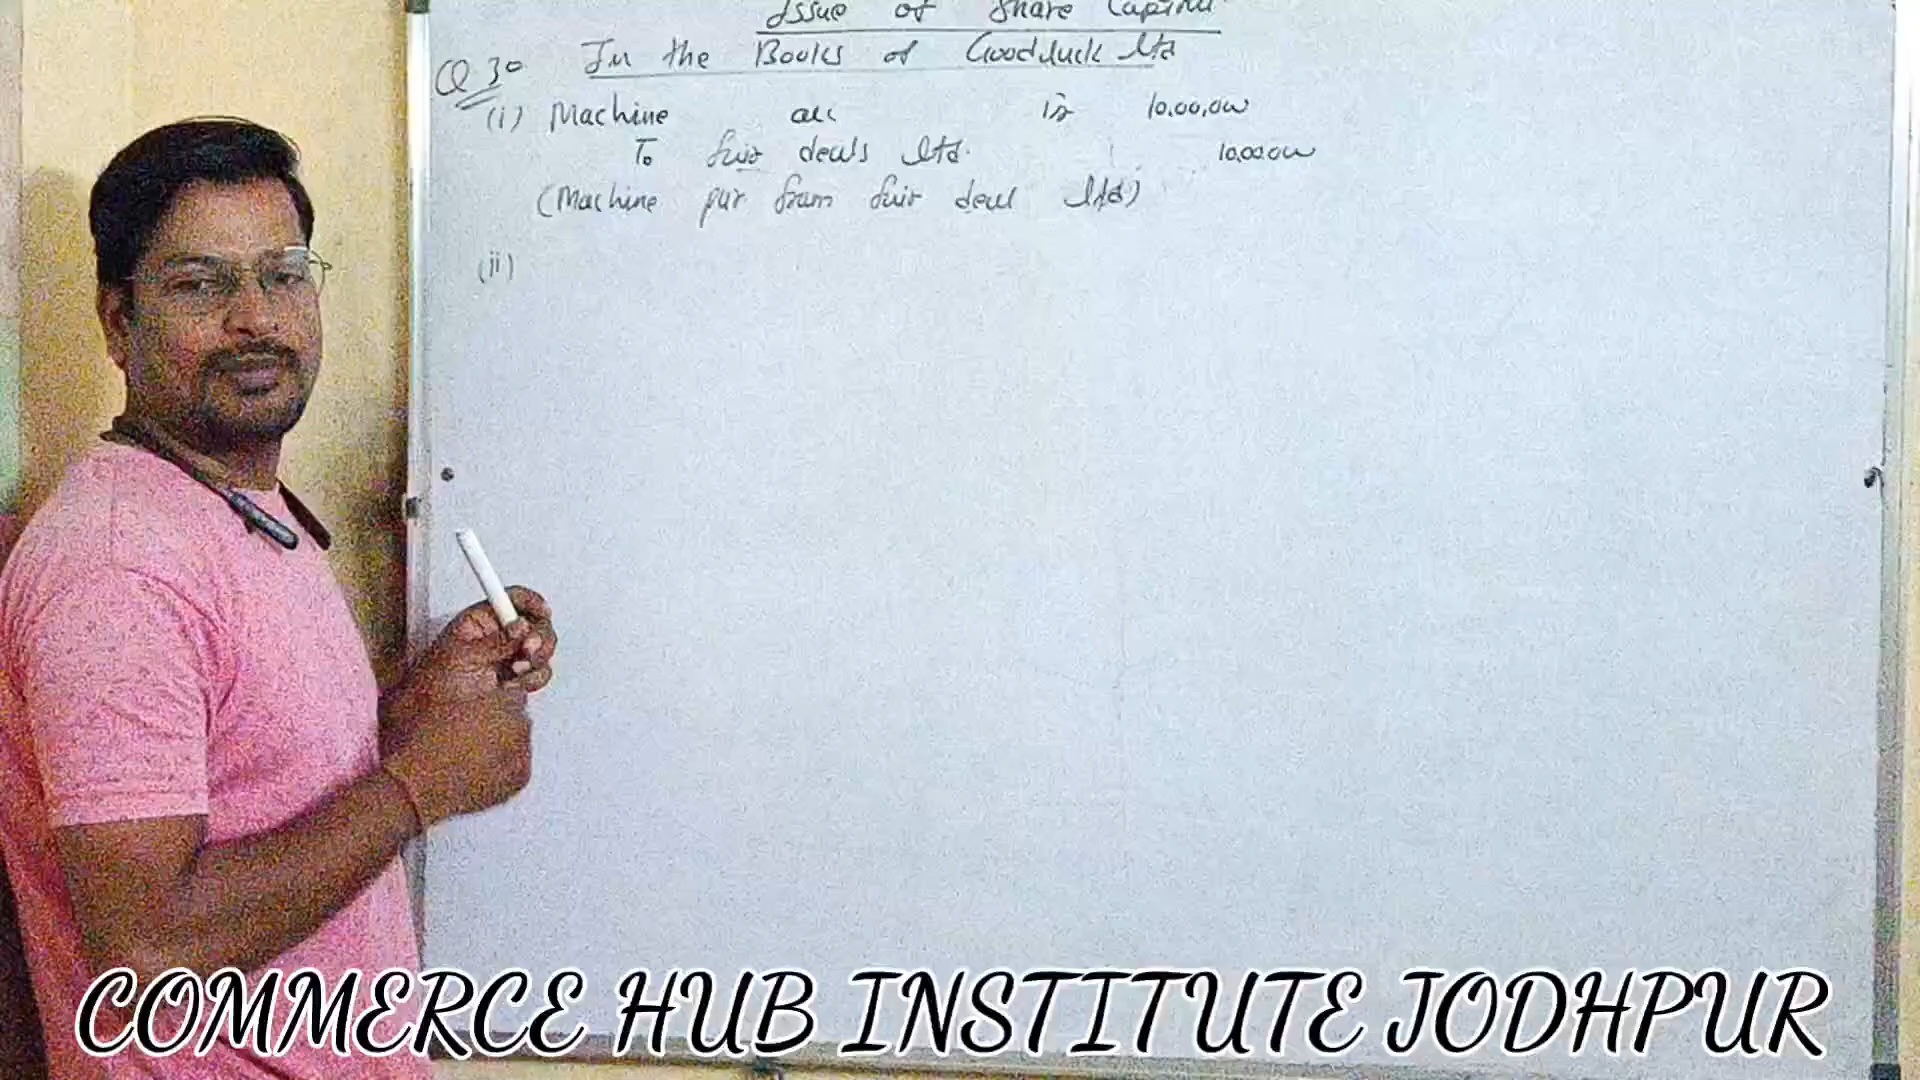 Issue of Share Capital
Q 30 In the Books of Goodluck ltd
(i) Machine a/c Dr 10,00,000
To fair deals ltd. 10,00,000
(Machine pur from fair deal ltd)
(ii)
COMMERCE HUB INSTITUTE JODHPUR